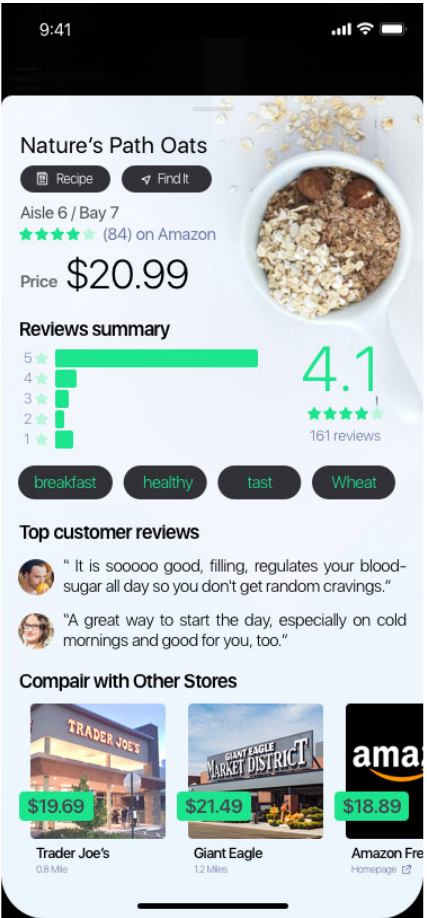 9:41
Nature's Path Oats
Recipe
Find It
Aisle 6 / Bay 7
(84) on Amazon
Price $20.99
Reviews summary
5
4
3
2
1
4.1
161 reviews
breakfast
healthy
tast
Wheat
Top customer reviews
“ It is sooooo good, filling, regulates your blood-
sugar all day so you don't get random cravings.“
“A great way to start the day, especially on cold
mornings and good for you, too.“
Compair with Other Stores
TRADER JOE'S
GIANT EAGLE
MARKET DISTRICT
ama
$19.69
$21.49
$18.89
Trader Joe's
Giant Eagle
Amazon Fre
0.8 Mile
1.2 Miles
Homepage